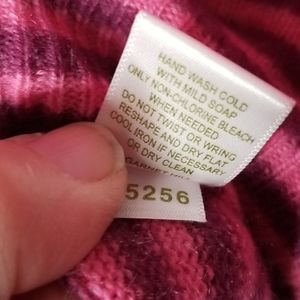 HAND WASH COLD
WITH MILD SOAP
ONLY NON-CHLORINE BLEACH
WHEN NEEDED
DO NOT TWIST OR WRING
RESHAPE AND DRY FLAT
COOL IRON IF NECESSARY
OR DRY CLEAN
GARNET
5256